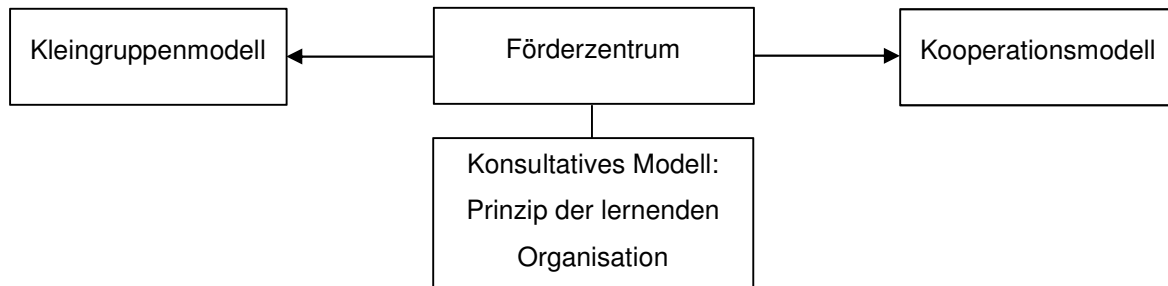 Kleingruppenmodell
Förderzentrum
Kooperationsmodell
Konsultatives Modell:
Prinzip der lernenden
Organisation